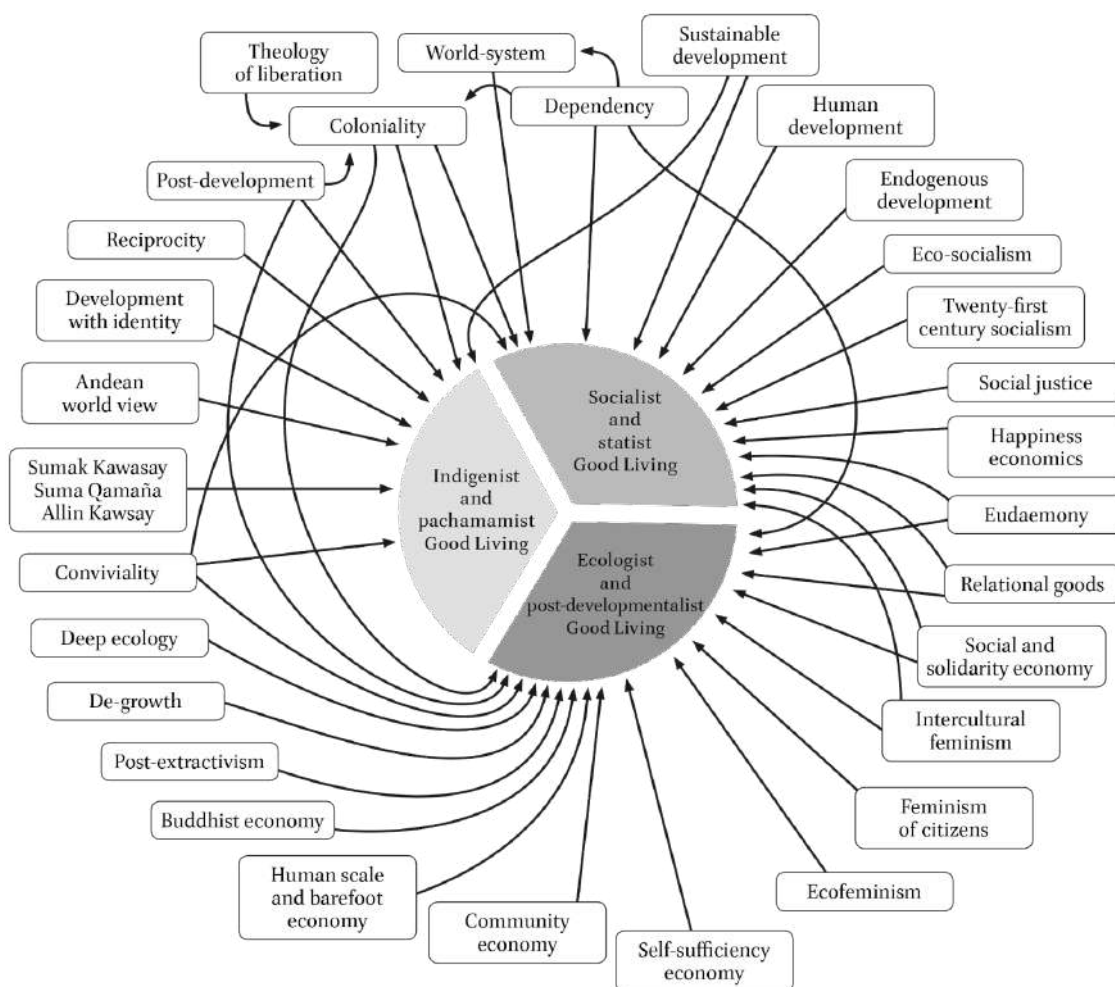 Theology
of liberation
World-system
Sustainable
development
Dependency
Human
development
Coloniality
Post-development
Endogenous
development
Reciprocity
Eco-socialism
Development
with identity
Twenty-first
century socialism
Andean
world view
Social justice
Socialist
and
statist
Good Living
Happiness
economics
Sumak Kawasay
Suma Qamaña
Allin Kawsay
Indigenist
and
pachamamist
Good Living
Eudaemony
Conviviality
Ecologist
and
post-developmentalist
Good Living
Relational goods
Deep ecology
Social and
solidarity economy
De-growth
Intercultural
feminism
Post-extractivism
Buddhist economy
Feminism
of citizens
Human scale
and barefoot
economy
Ecofeminism
Community
economy
Self-sufficiency
economy